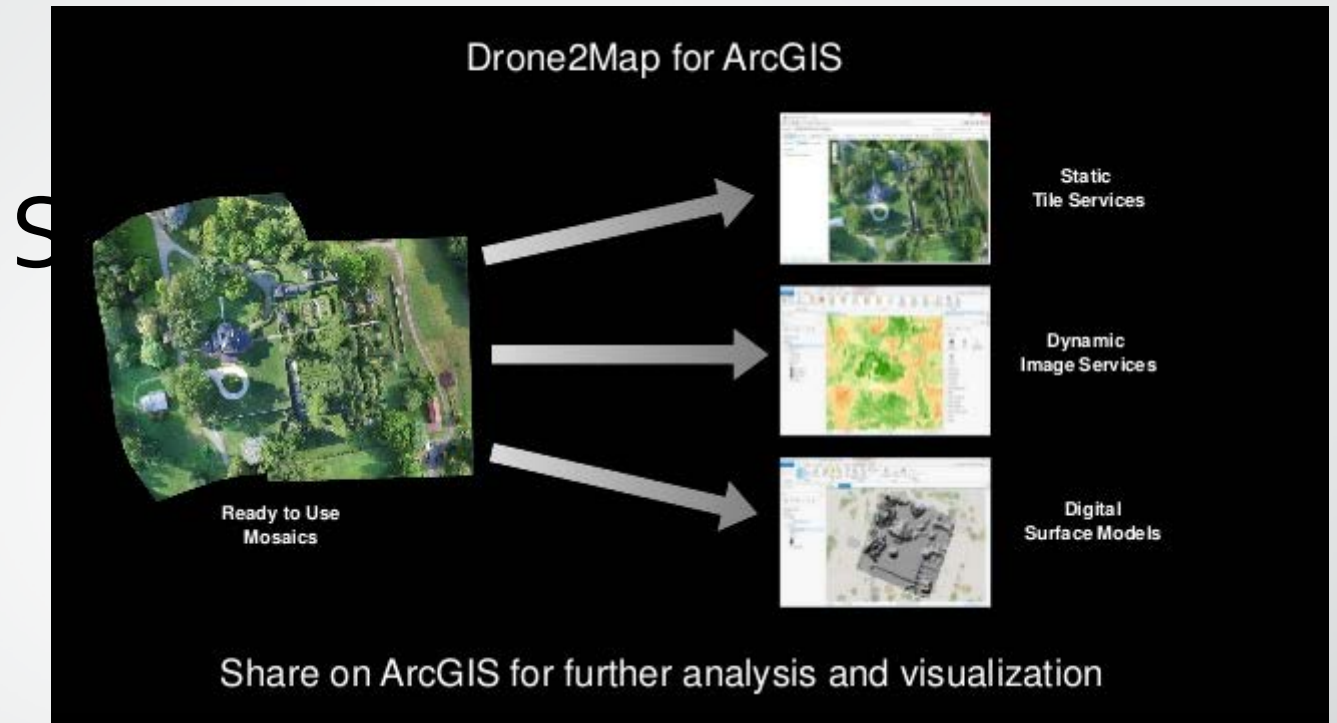 Drone2Map for ArcGIS
S
Static
Tile Services
Dynamic
Image Services
Ready to Use
Mosaics
Digital
Surface Models
Share on ArcGIS for further analysis and visualization